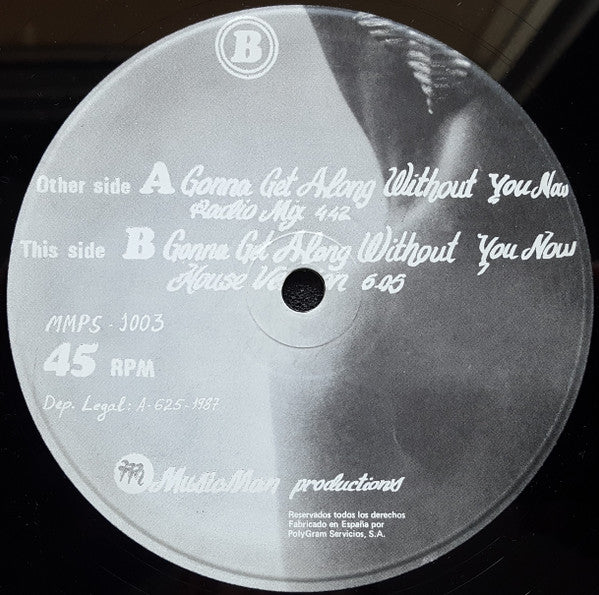 B
Other side A Gonna Get Along Without You Now
Radio Mix 4.42
This side B Gonna Get Along Without You Now
House Version 6.05
MMPS - 1003
45 RPM
Dep. Legal: A-625-1987
m MusicMan productions
Reservados todos los derechos
Fabricado en España por
PolyGram Servicios, S.A.